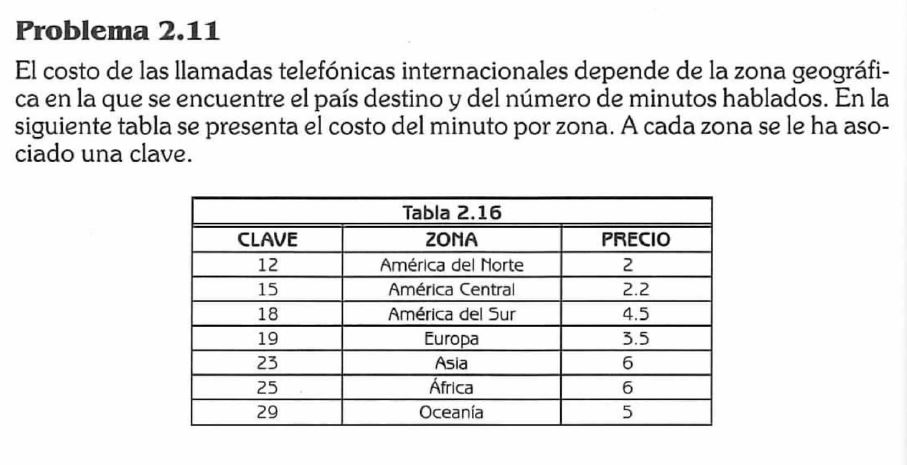 Problema 2.11
El costo de las llamadas telefónicas internacionales depende de la zona geográfi-
ca en la que se encuentre el país destino y del número de minutos hablados. En la
siguiente tabla se presenta el costo del minuto por zona. A cada zona se le ha aso-
ciado una clave.
Tabla 2.16
CLAVE ZONA PRECIO
12 América del Norte 2
15 América Central 2.2
18 América del Sur 4.5
19 Europa 3.5
23 Asia 6
25 África 6
29 Oceanía 5